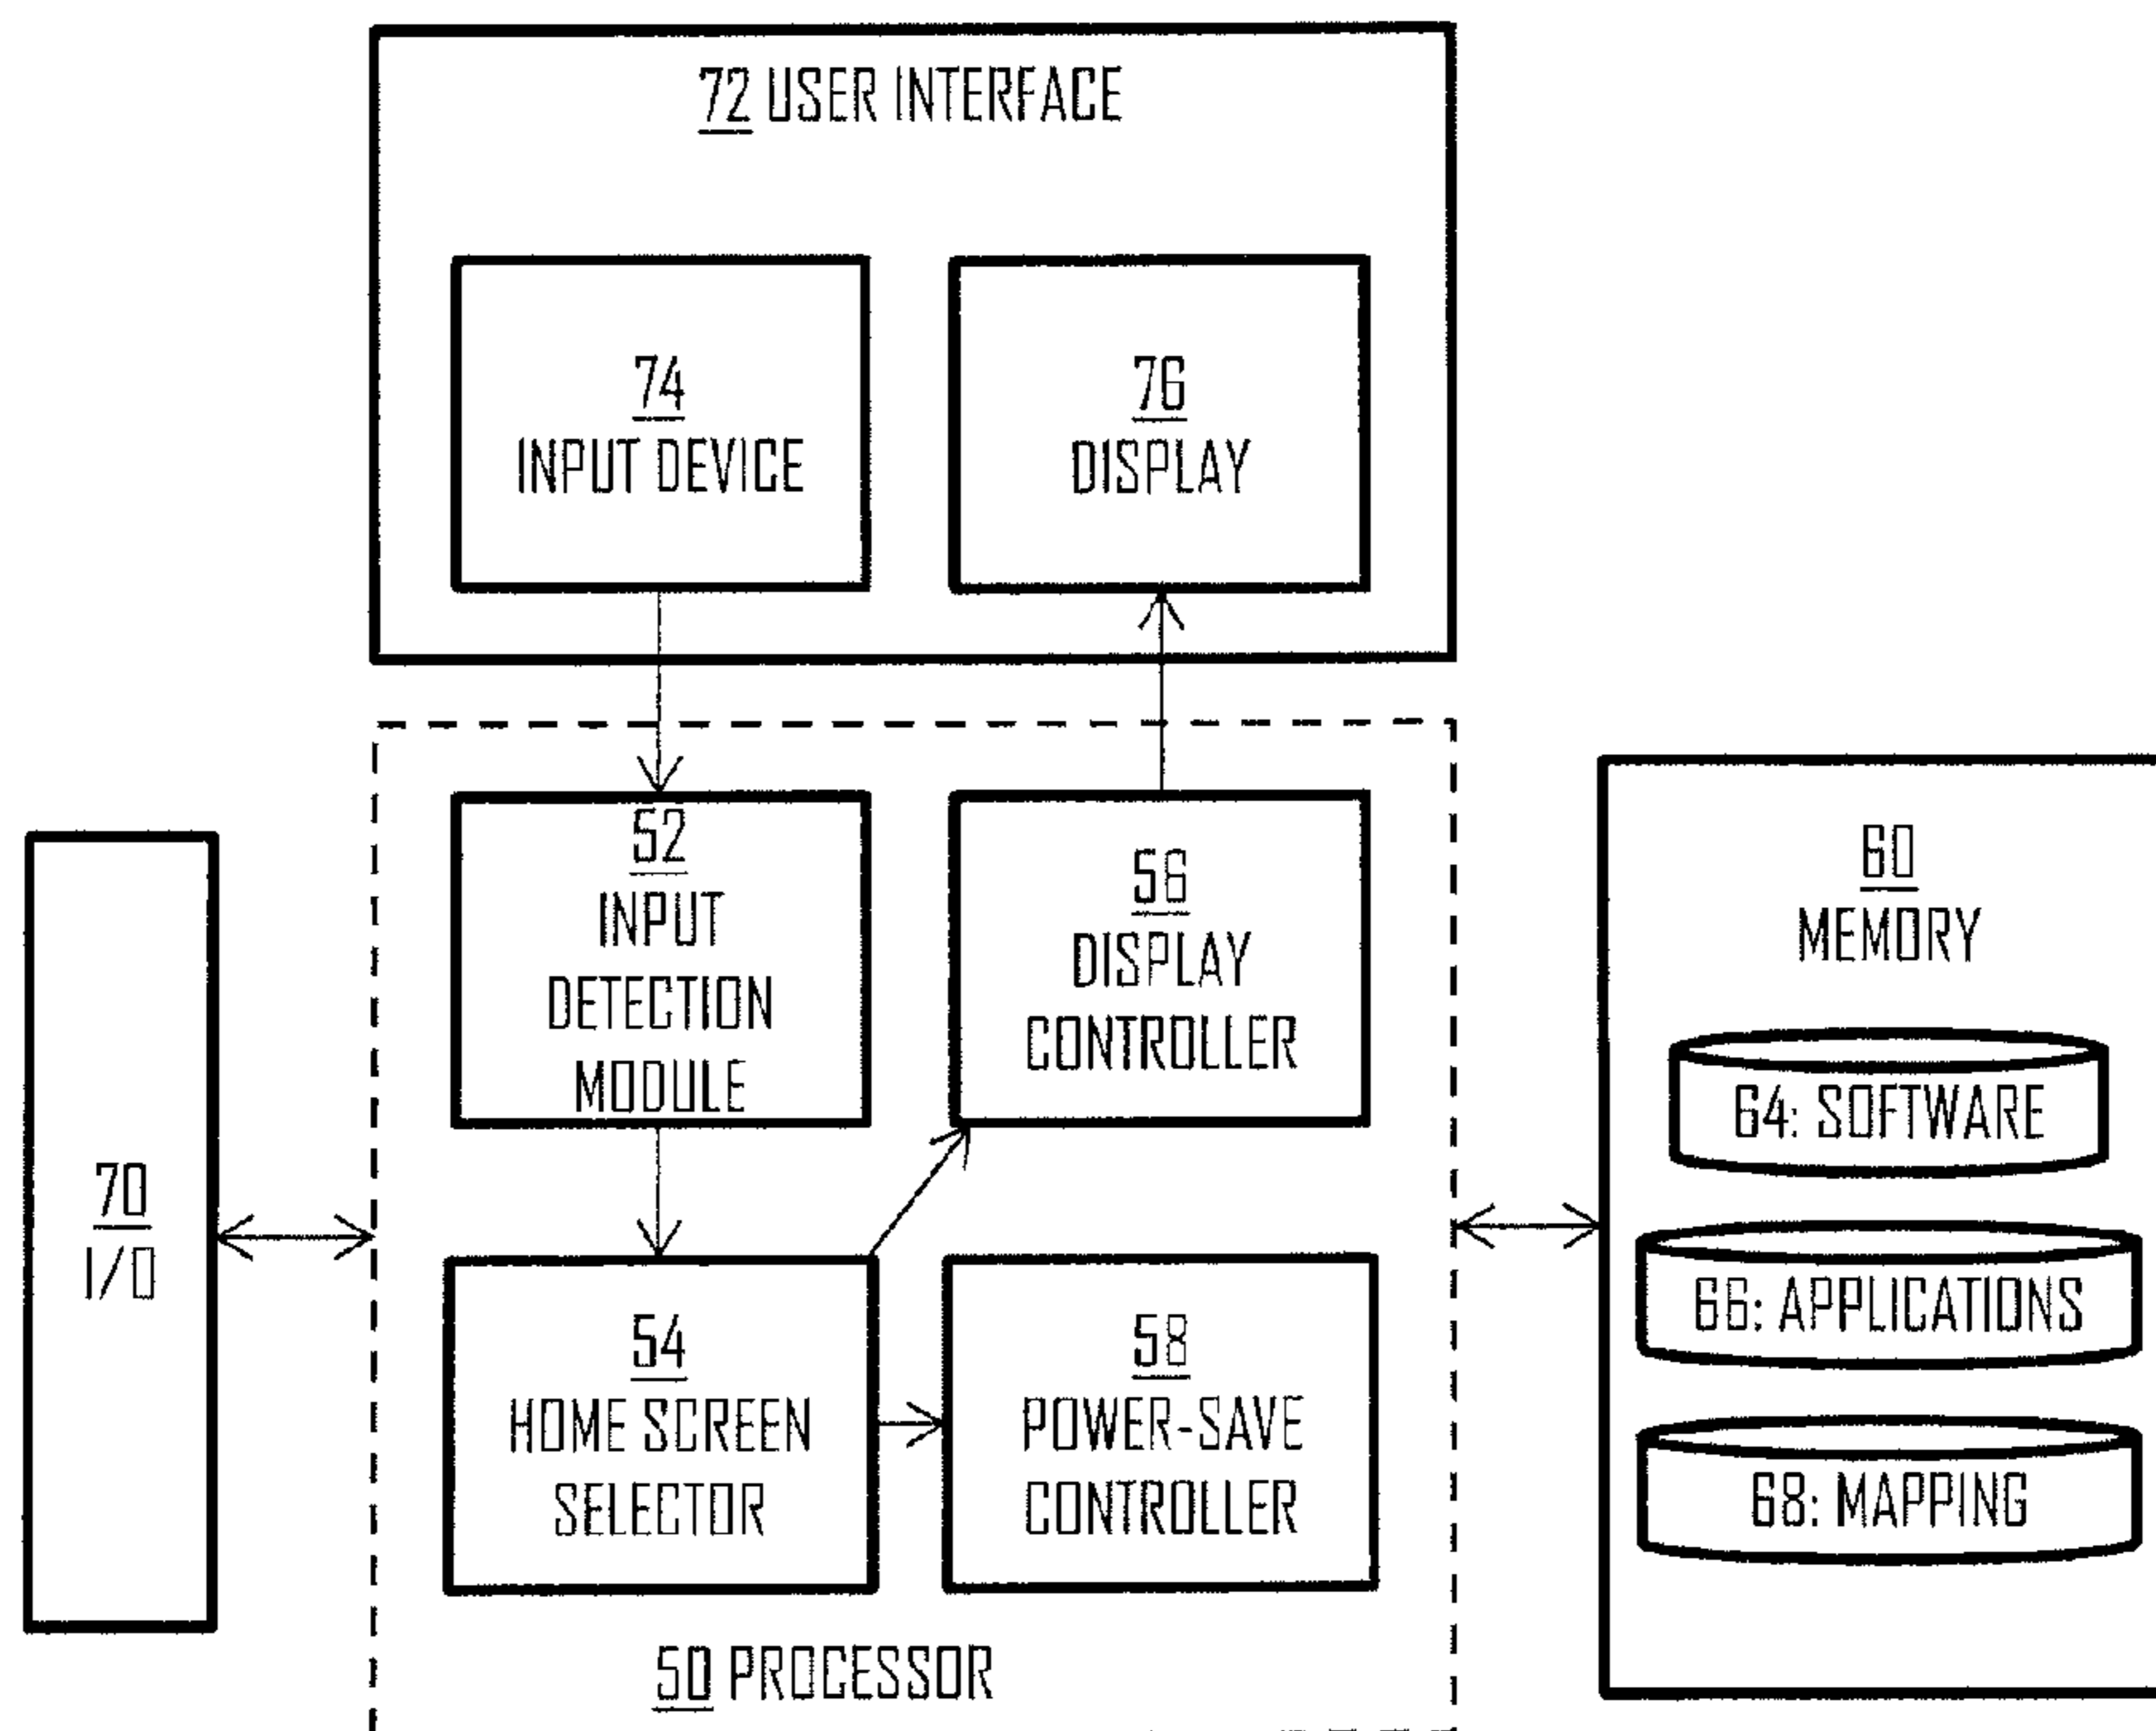 72 USER INTERFACE
74
INPUT DEVICE
76
DISPLAY
52
INPUT
DETECTION
MODULE
56
DISPLAY
CONTROLLER
60
MEMORY
64: SOFTWARE
66: APPLICATIONS
68: MAPPING
70
I/O
54
HOME SCREEN
SELECTOR
58
POWER-SAVE
CONTROLLER
50 PROCESSOR